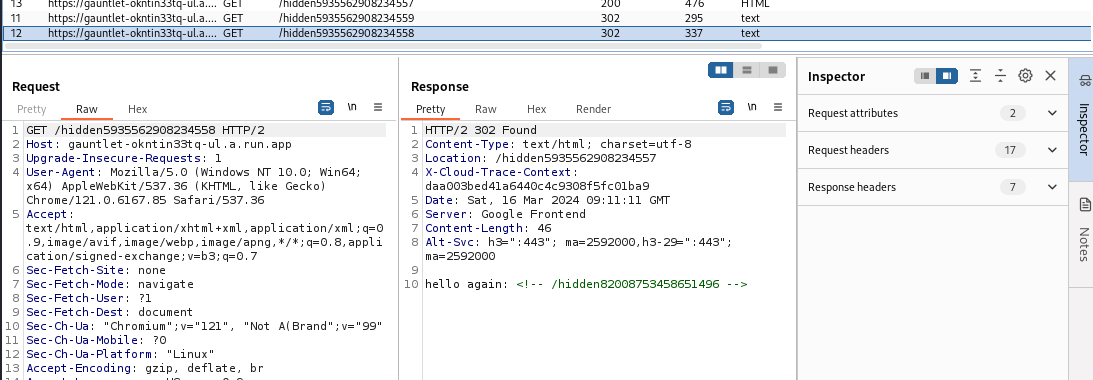 13 https://gauntlet-okntin33tq-ul.a.... GET /hidden5935562908234557 200 476 HTML
11 https://gauntlet-okntin33tq-ul.a.... GET /hidden5935562908234559 302 295 text
12 https://gauntlet-okntin33tq-ul.a.... GET /hidden5935562908234558 302 337 text
Request
Pretty Raw Hex \n
1 GET /hidden5935562908234558 HTTP/2
2 Host: gauntlet-okntin33tq-ul.a.run.app
3 Upgrade-Insecure-Requests: 1
4 User-Agent: Mozilla/5.0 (Windows NT 10.0; Win64;
x64) AppleWebKit/537.36 (KHTML, like Gecko)
Chrome/121.0.6167.85 Safari/537.36
5 Accept:
text/html,application/xhtml+xml,application/xml;q=0
.9,image/avif,image/webp,image/apng,*/*;q=0.8,appli
cation/signed-exchange;v=b3;q=0.7
6 Sec-Fetch-Site: none
7 Sec-Fetch-Mode: navigate
8 Sec-Fetch-User: ?1
9 Sec-Fetch-Dest: document
10 Sec-Ch-Ua: "Chromium";v="121", "Not A(Brand";v="99"
11 Sec-Ch-Ua-Mobile: ?0
12 Sec-Ch-Ua-Platform: "Linux"
13 Accept-Encoding: gzip, deflate, br
Response
Pretty Raw Hex Render \n
1 HTTP/2 302 Found
2 Content-Type: text/html; charset=utf-8
3 Location: /hidden5935562908234557
4 X-Cloud-Trace-Context:
daa003bed41a6440c4c9308f5fc01ba9
5 Date: Sat, 16 Mar 2024 09:11:11 GMT
6 Server: Google Frontend
7 Content-Length: 46
8 Alt-Svc: h3=":443"; ma=2592000,h3-29=":443";
ma=2592000
9
10 hello again: <!-- /hidden82008753458651496 -->
Inspector
Request attributes 2
Request headers 17
Response headers 7
Inspector
Notes